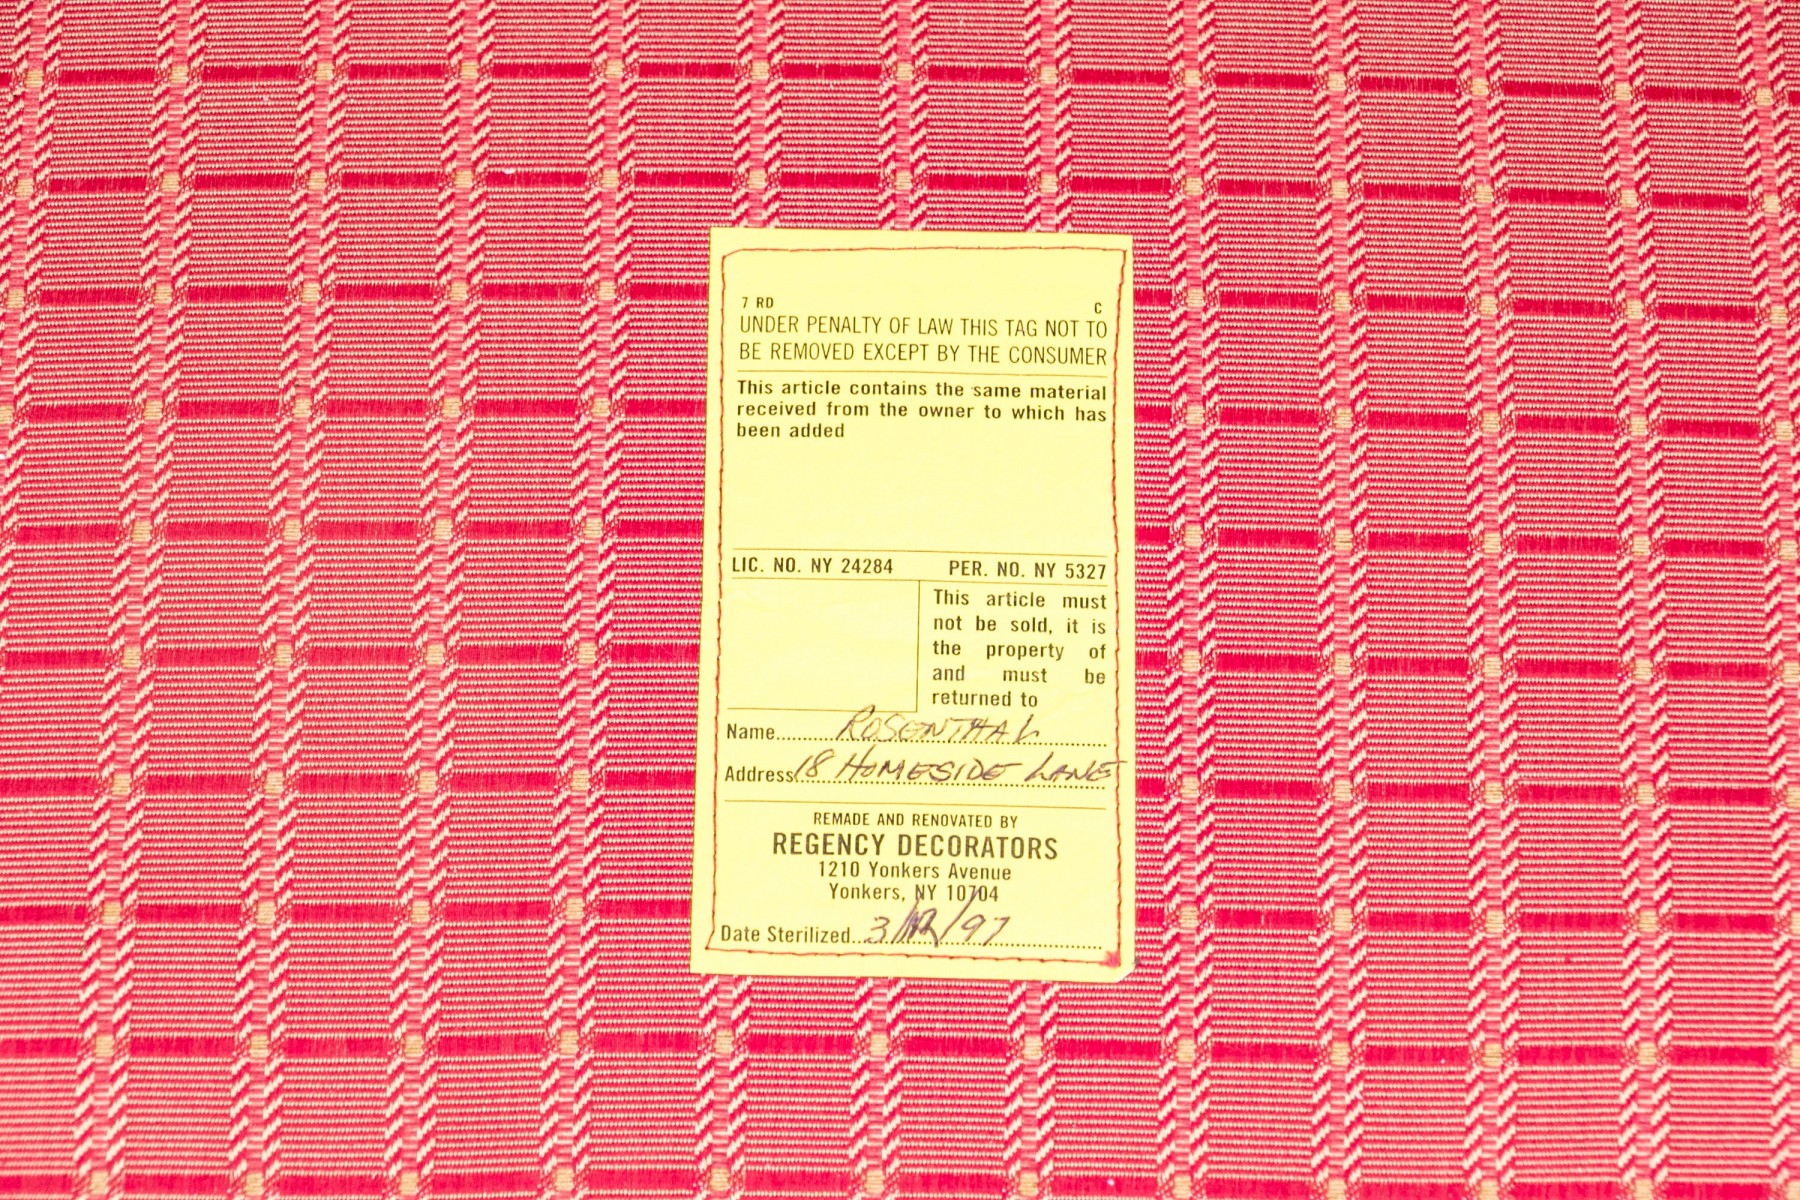 7 RD C
UNDER PENALTY OF LAW THIS TAG NOT TO
BE REMOVED EXCEPT BY THE CONSUMER
This article contains the same material
received from the owner to which has
been added
LIC. NO. NY 24284 PER. NO. NY 5327
This article must
not be sold, it is
the property of
and must be
returned to
Name ROSENTHAL
Address 18 HOMESIDE LANE
REMADE AND RENOVATED BY
REGENCY DECORATORS
1210 Yonkers Avenue
Yonkers, NY 10704
Date Sterilized 3/12/97